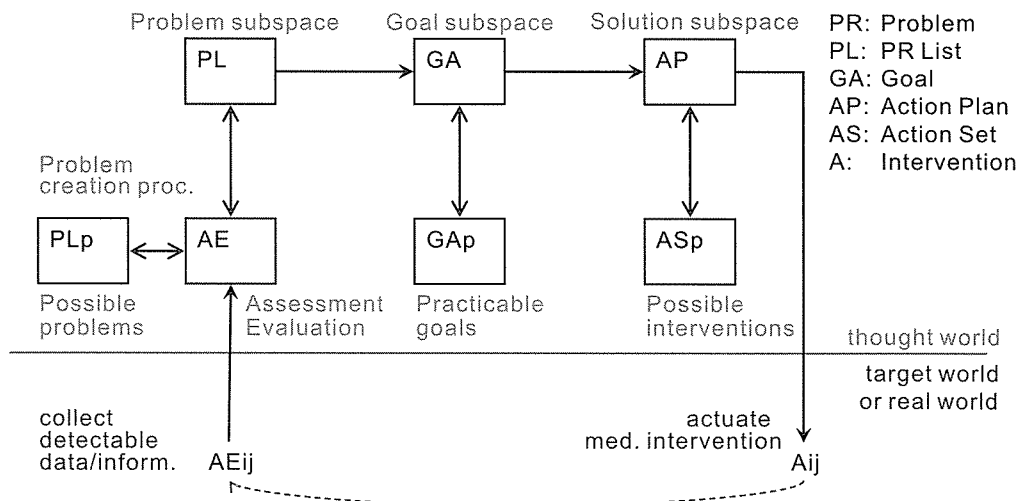 Problem subspace
Goal subspace
Solution subspace
PL
GA
AP
PR: Problem
PL: PR List
GA: Goal
AP: Action Plan
AS: Action Set
A: Intervention
Problem
creation proc.
PLp
AE
GAp
ASp
Possible
problems
Assessment
Evaluation
Practicable
goals
Possible
interventions
thought world
target world
or real world
collect
detectable
data/inform.
AEij
actuate
med. intervention
Aij